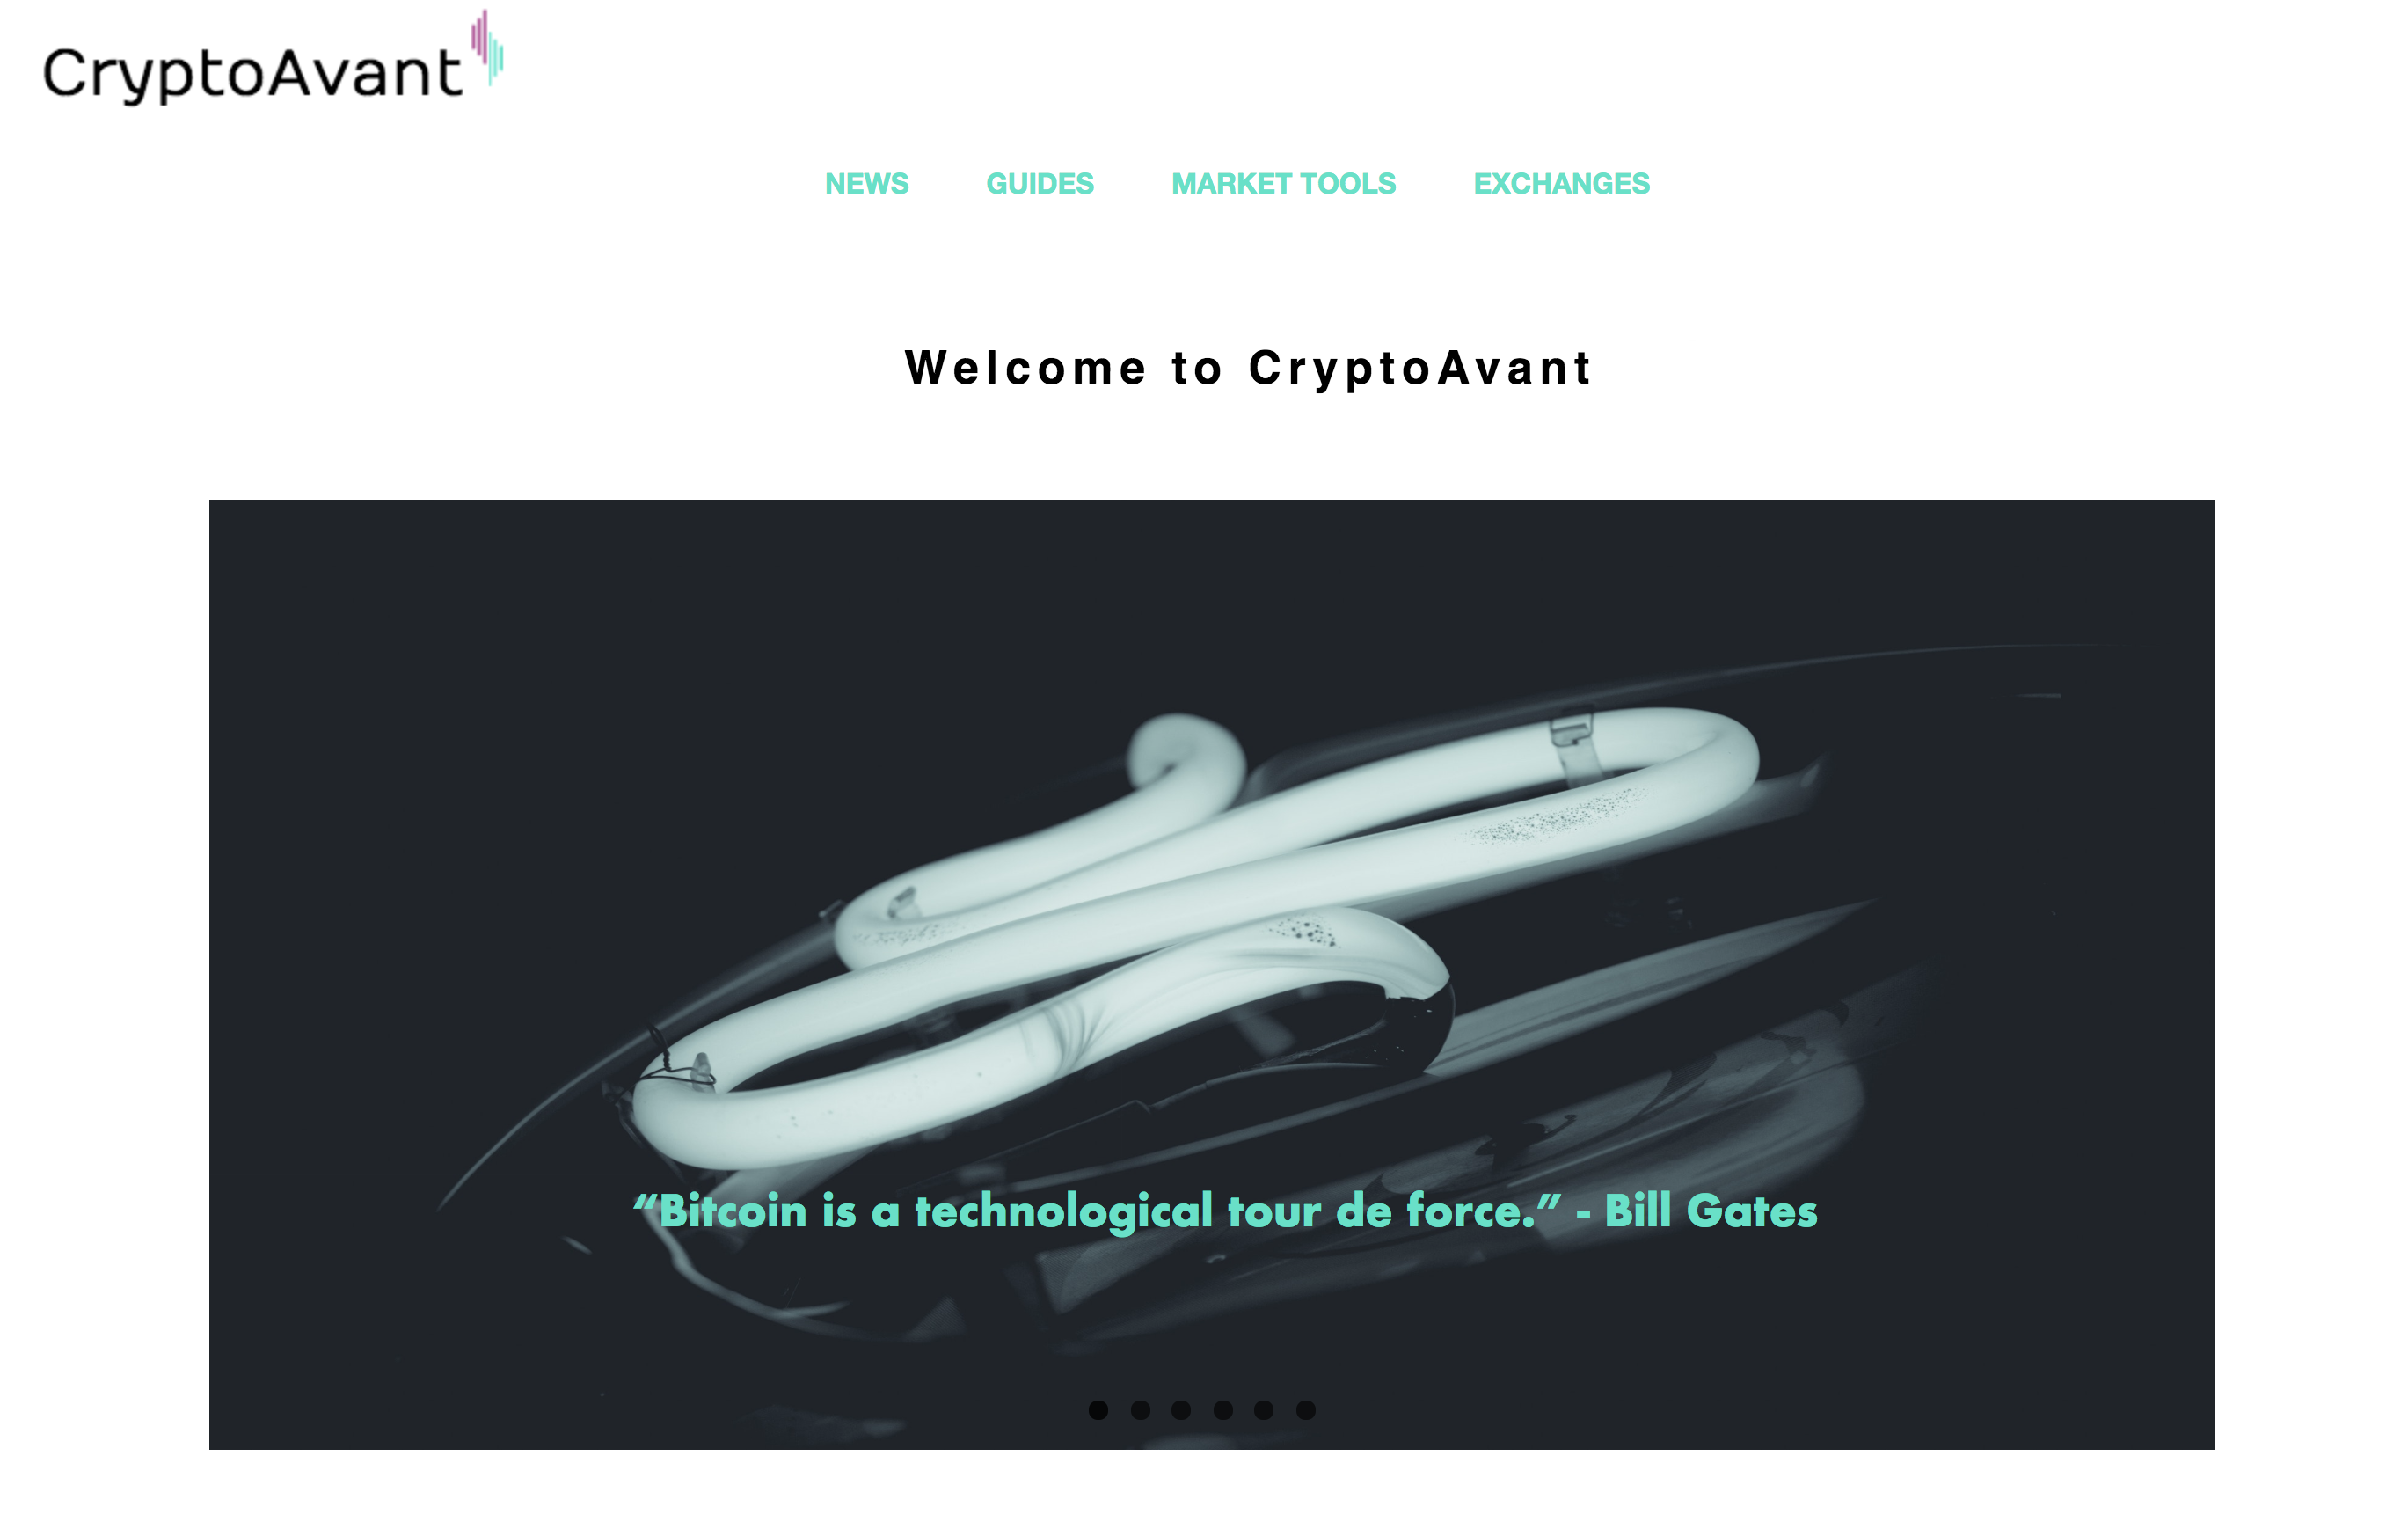 CryptoAvant
NEWS GUIDES MARKET TOOLS EXCHANGES
Welcome to CryptoAvant
“Bitcoin is a technological tour de force.” - Bill Gates